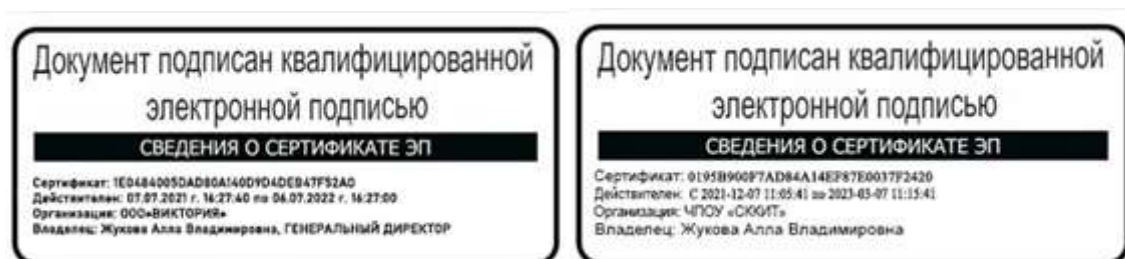 Документ подписан квалифицированной
электронной подписью
СВЕДЕНИЯ О СЕРТИФИКАТЕ ЭП
Сертификат: 1E0484005DAD80A140D9D4DEB47F52A0
Действителен: 07.07.2021 г. 16:27:40 по 06.07.2022 г. 16:27:00
Организация: ООО«ВИКТОРИЯ»
Владелец: Жукова Алла Владимировна, ГЕНЕРАЛЬНЫЙ ДИРЕКТОР
Документ подписан квалифицированной
электронной подписью
СВЕДЕНИЯ О СЕРТИФИКАТЕ ЭП
Сертификат: 0195B900F7AD84A14EF87E0037F2420
Действителен: С 2021-12-07 11:05:41 по 2023-03-07 11:15:41
Организация: ЧПОУ «СККИТ»
Владелец: Жукова Алла Владимировна